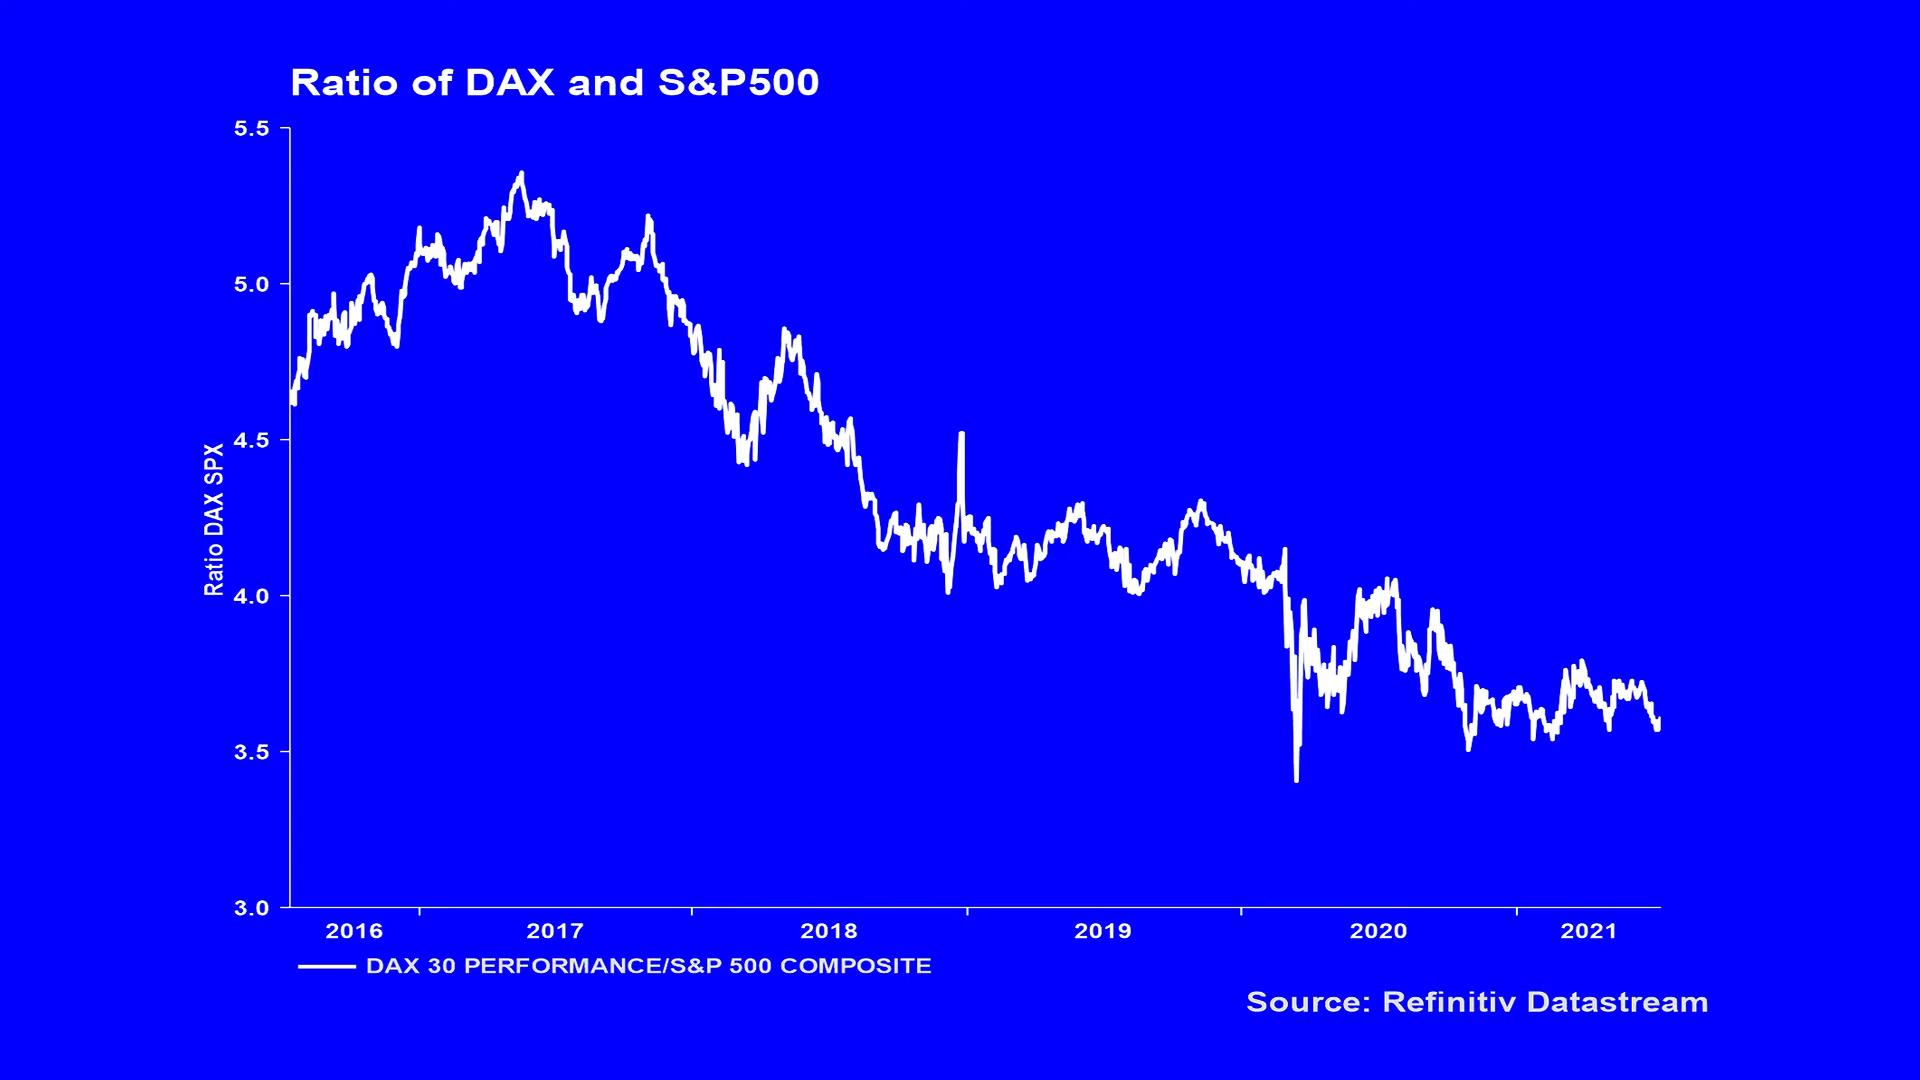 Ratio of DAX and S&P500
5.5
5.0
4.5
4.0
3.5
3.0
Ratio DAX SPX
2016 2017 2018 2019 2020 2021
DAX 30 PERFORMANCE/S&P 500 COMPOSITE
Source: Refinitiv Datastream